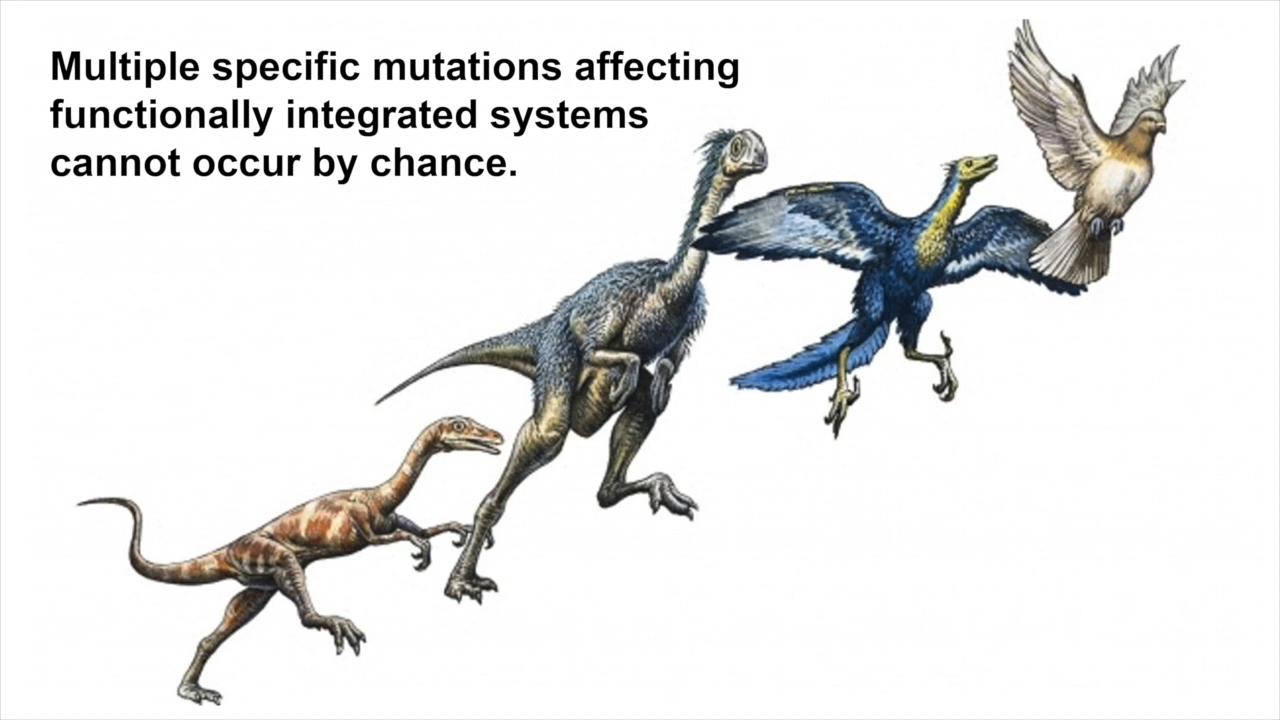 Multiple specific mutations affecting
functionally integrated systems
cannot occur by chance.